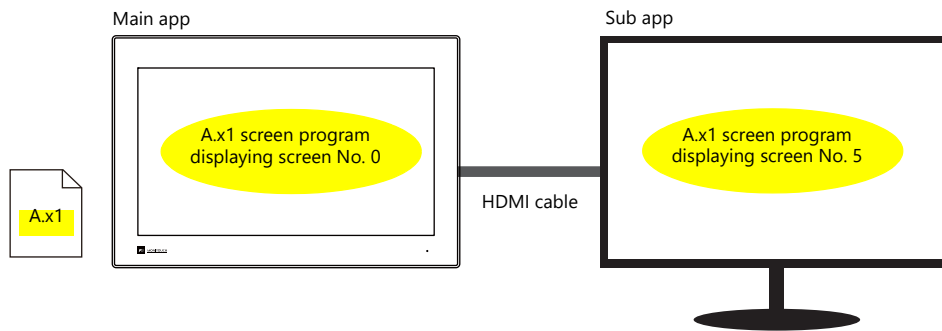 Main app
Sub app
A.x1 screen program
displaying screen No. 0
A.x1 screen program
displaying screen No. 5
A.x1
HDMI cable